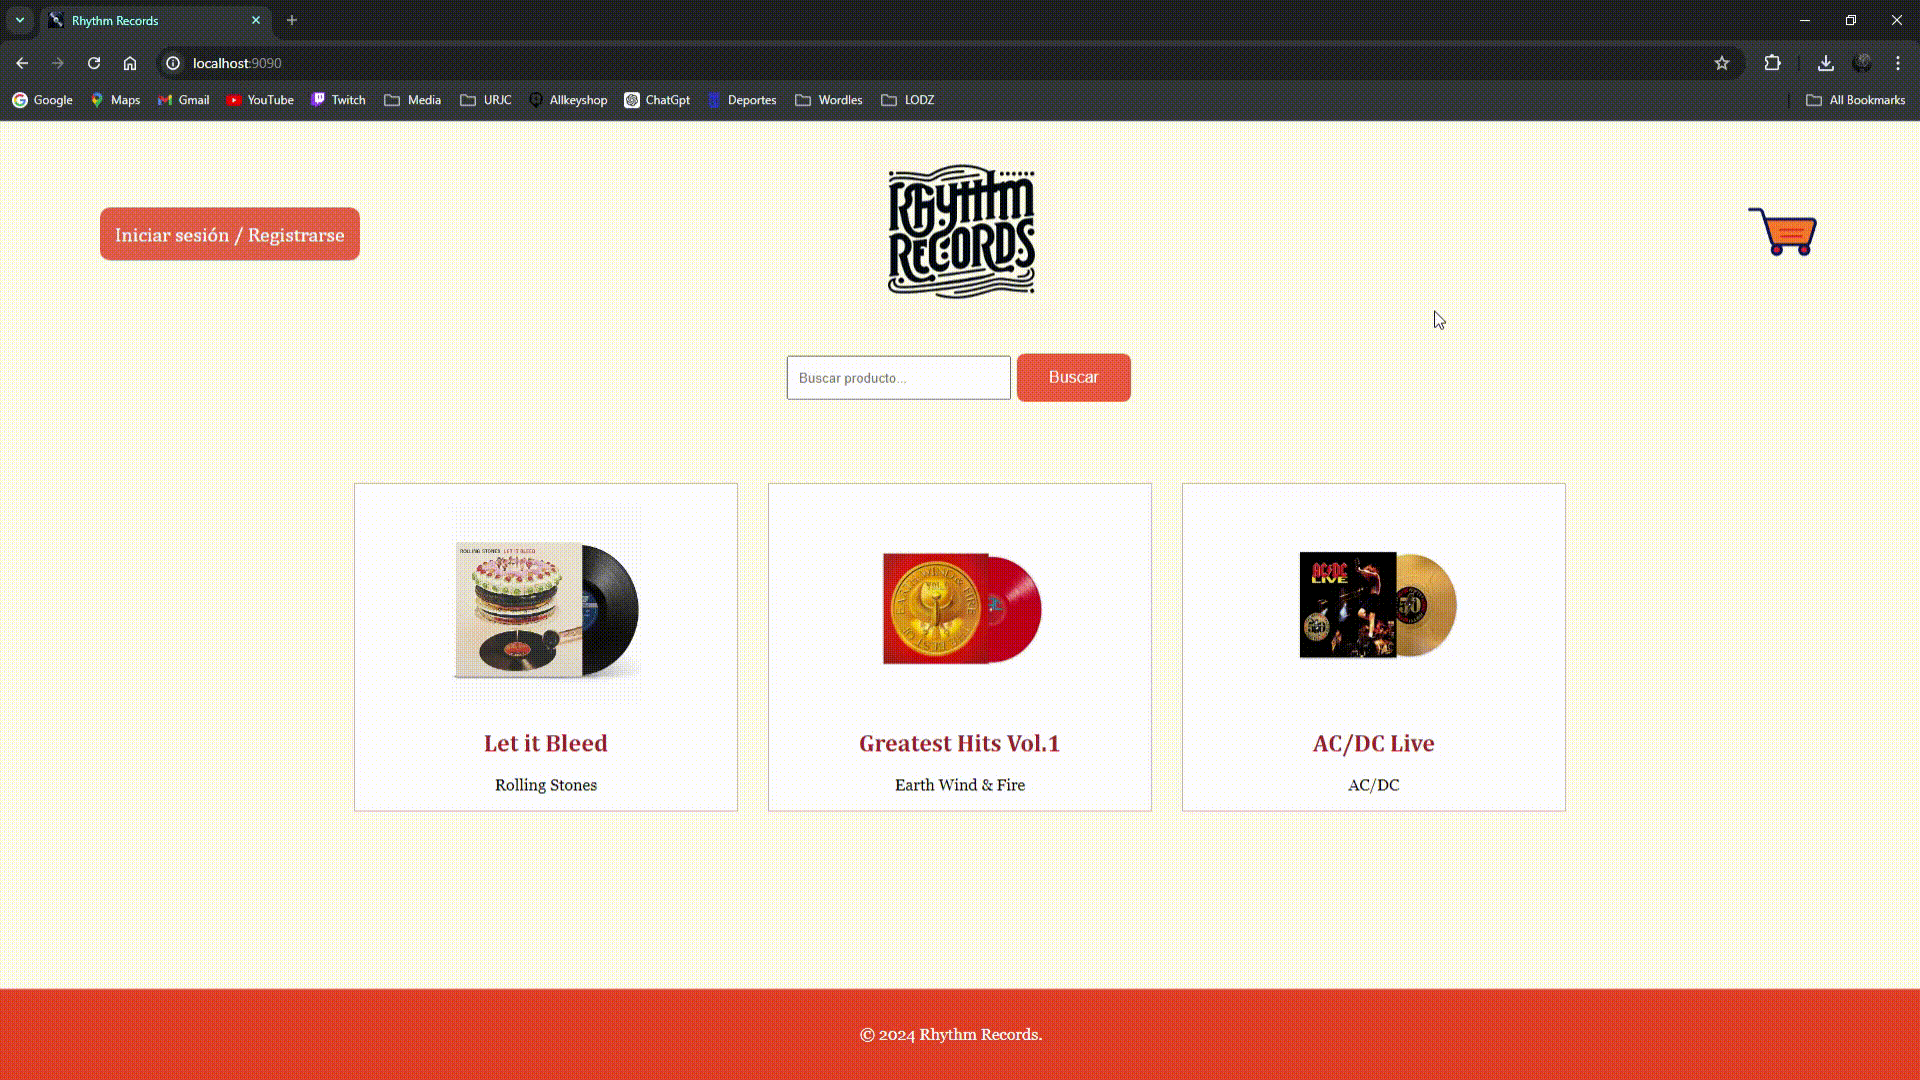 Rhythm Records
localhost:9090
Google Maps Gmail YouTube Twitch Media URJC Allkeyshop ChatGpt Deportes Wordles LODZ All Bookmarks
Rhythm
RECORDS
Iniciar sesión / Registrarse
Buscar producto... Buscar
ROLLING STONES LET IT BLEED
AC/DC
LIVE
50
Let it Bleed
Rolling Stones
Greatest Hits Vol.1
Earth Wind & Fire
AC/DC Live
AC/DC
© 2024 Rhythm Records.